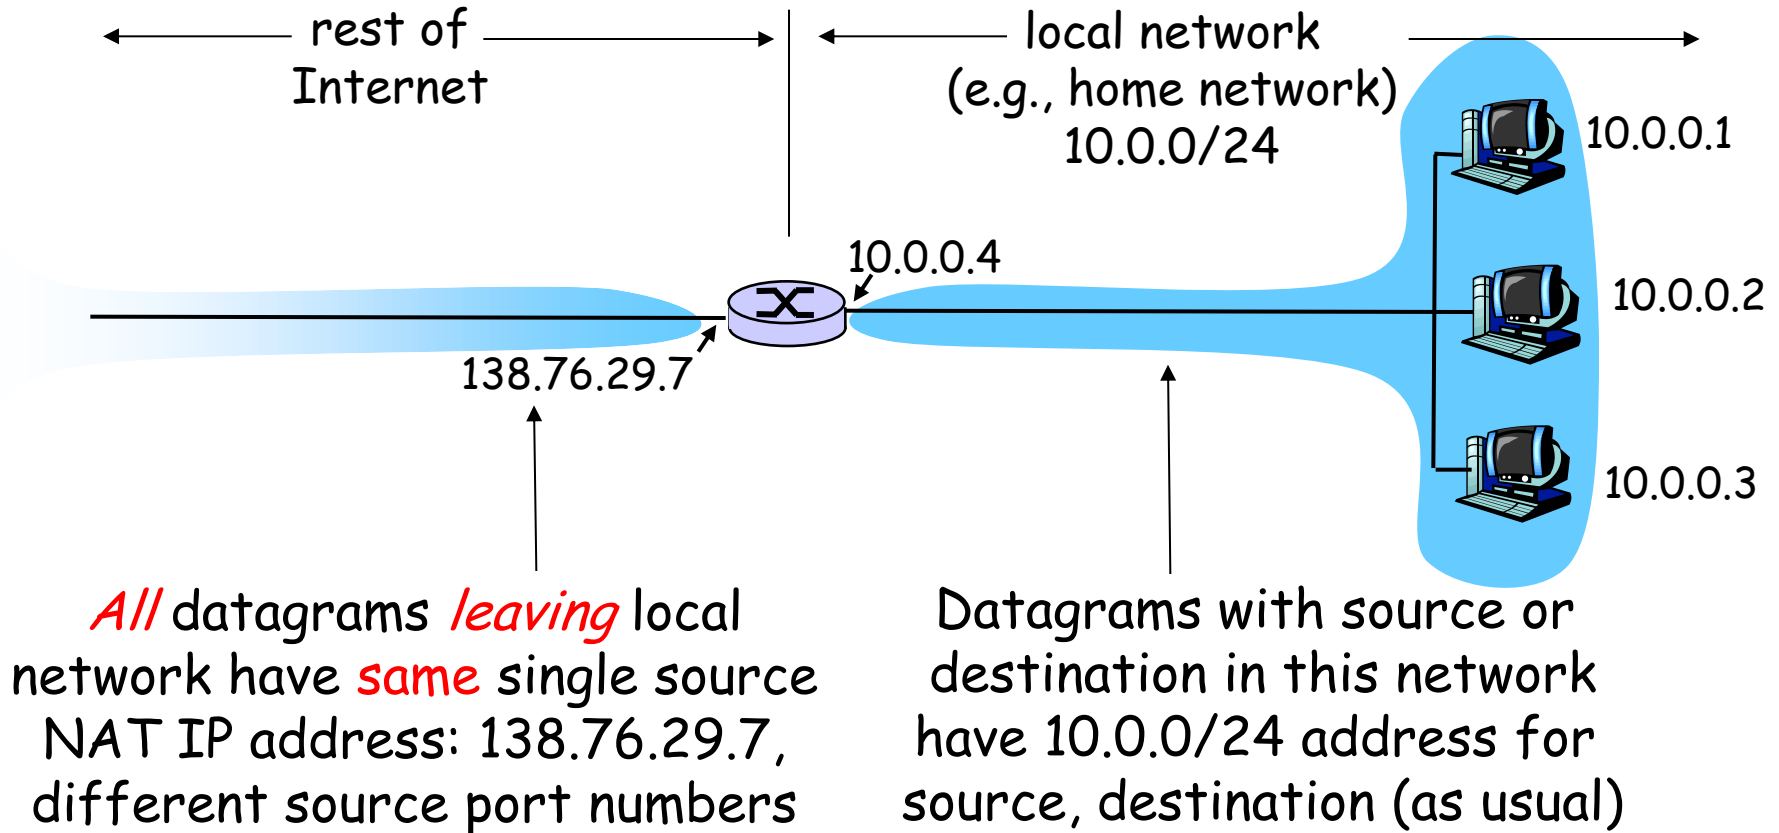 rest of
Internet
local network
(e.g., home network)
10.0.0/24
10.0.0.1
10.0.0.4
10.0.0.2
138.76.29.7
10.0.0.3
All datagrams leaving local
network have same single source
NAT IP address: 138.76.29.7,
different source port numbers
Datagrams with source or
destination in this network
have 10.0.0/24 address for
source, destination (as usual)